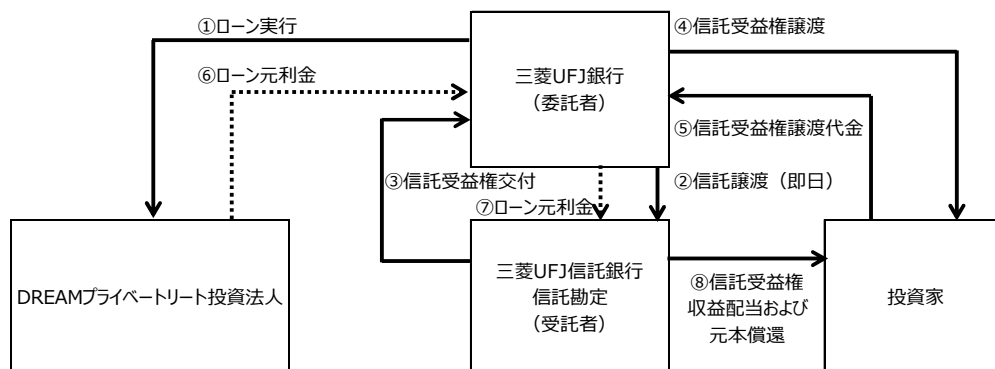 ①ローン実行
④信託受益権譲渡
⑥ローン元利金
三菱UFJ銀行
（委託者）
⑤信託受益権譲渡代金
③信託受益権交付
②信託譲渡（即日）
⑦ローン元利金
DREAMプライベートリート投資法人
三菱UFJ信託銀行
信託勘定
（受託者）
⑧信託受益権
収益配当および
元本償還
投資家